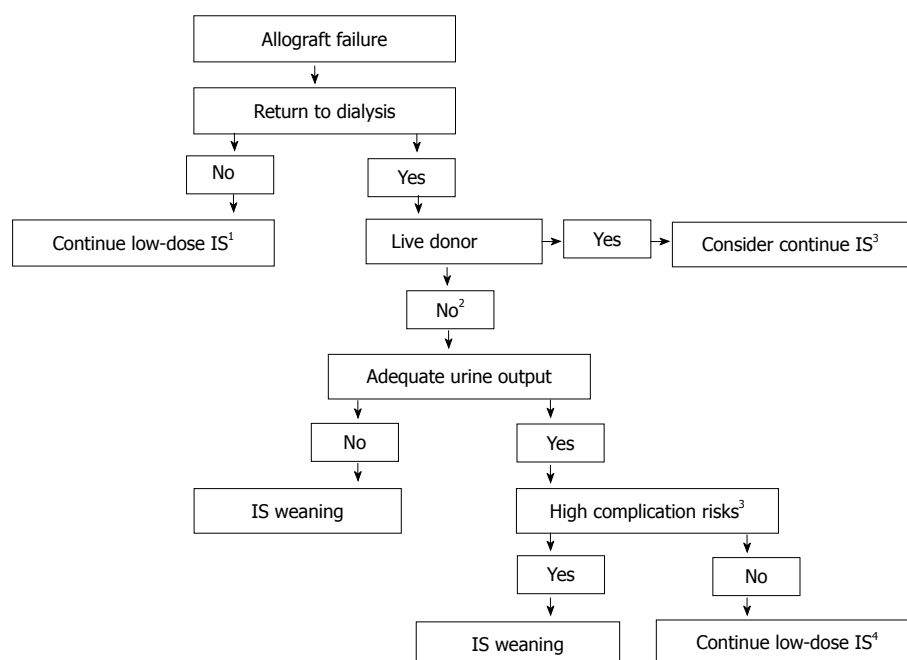 Allograft failure
Return to dialysis
No
Yes
Continue low-dose IS¹
Live donor
Yes
Consider continue IS³
No²
Adequate urine output
No
Yes
IS weaning
High complication risks³
Yes
No
IS weaning
Continue low-dose IS⁴